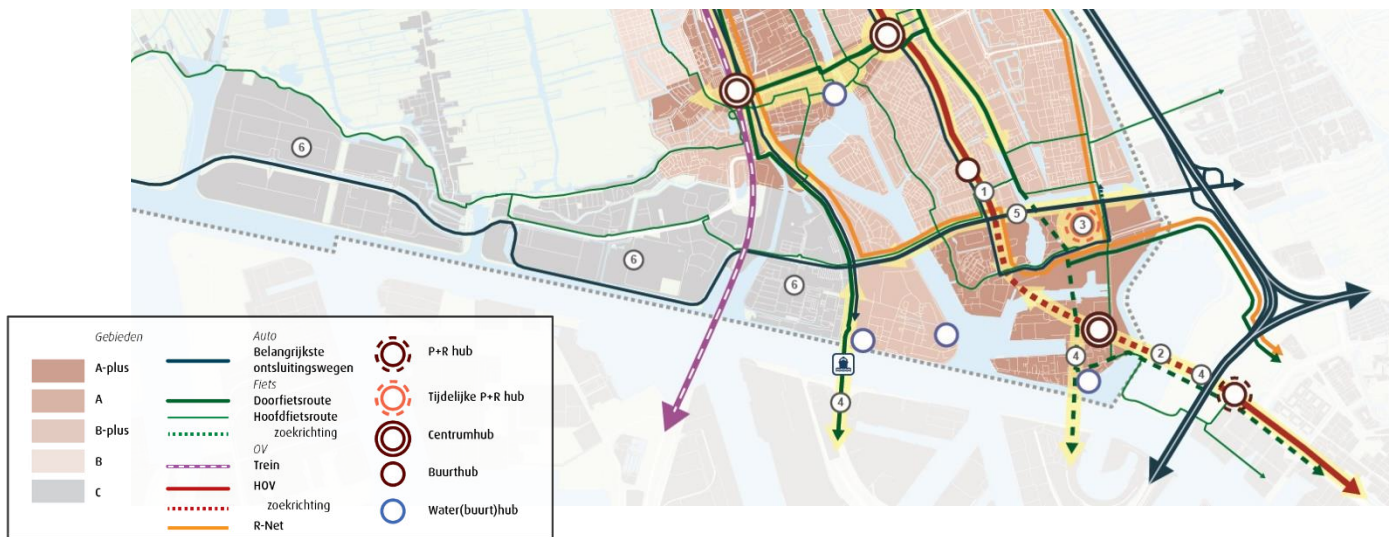 6
6
6
1
5
3
4
4
2
4
Gebieden
A-plus
A
B-plus
B
C
Auto
Belangrijkste
ontsluitingswegen
Fiets
Doorfietsroute
Hoofdfietsroute
zoekrichting
OV
Trein
HOV
zoekrichting
R-Net
P+R hub
Tijdelijke P+R hub
Centrumhub
Buurthub
Water(buurt)hub